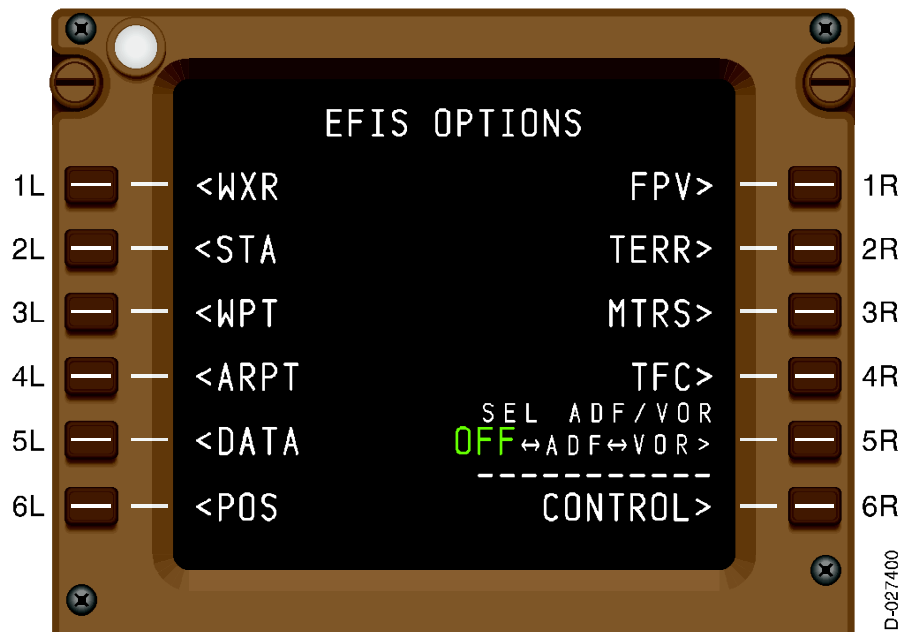 EFIS OPTIONS
1L <WXR FPV> 1R
2L <STA TERR> 2R
3L <WPT MTRS> 3R
4L <ARPT TFC> 4R
SEL ADF/VOR
5L <DATA OFF↔ADF↔VOR> 5R
-----------
6L <POS CONTROL> 6R
D-027400